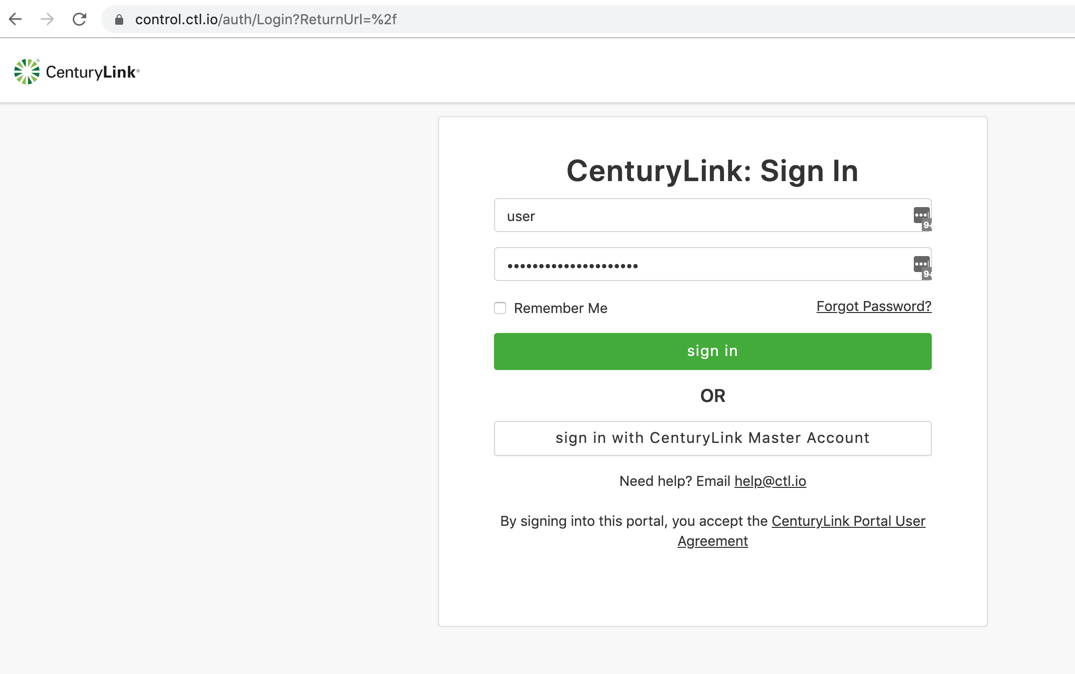 control.ctl.io/auth/Login?ReturnUrl=%2f
CenturyLink®
CenturyLink: Sign In
user
9+
•••••••••••••••••••••
9+
Remember Me
Forgot Password?
sign in
OR
sign in with CenturyLink Master Account
Need help? Email help@ctl.io
By signing into this portal, you accept the CenturyLink Portal User
Agreement